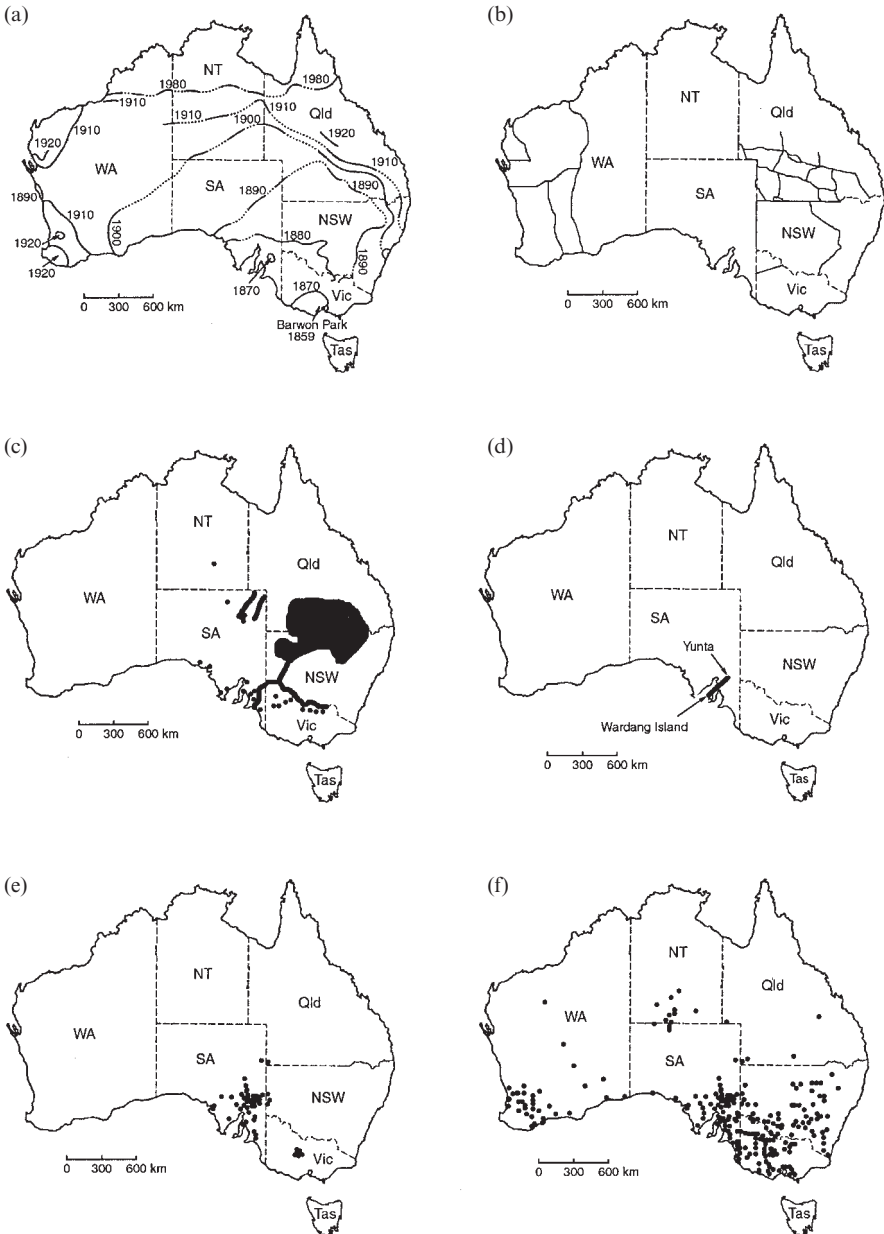 (a)
NT
1980
1980
1910
1910
1910
1910
Qld
1900
1920
1920
WA
1910
SA
1890
1890
1890
1910
1900
NSW
1880
1920
1890
1870
1920
1870
Vic
0 300 600 km
Barwon Park
1859
Tas
(b)
NT
Qld
WA
SA
NSW
Vic
0 300 600 km
Tas
(c)
NT
Qld
WA
SA
NSW
0 300 600 km
Vic
Tas
(d)
NT
Qld
WA
SA
Yunta
NSW
Wardang Island
Vic
0 300 600 km
Tas
(e)
NT
Qld
WA
SA
NSW
Vic
0 300 600 km
Tas
(f)
NT
Qld
WA
SA
NSW
Vic
0 300 600 km
Tas